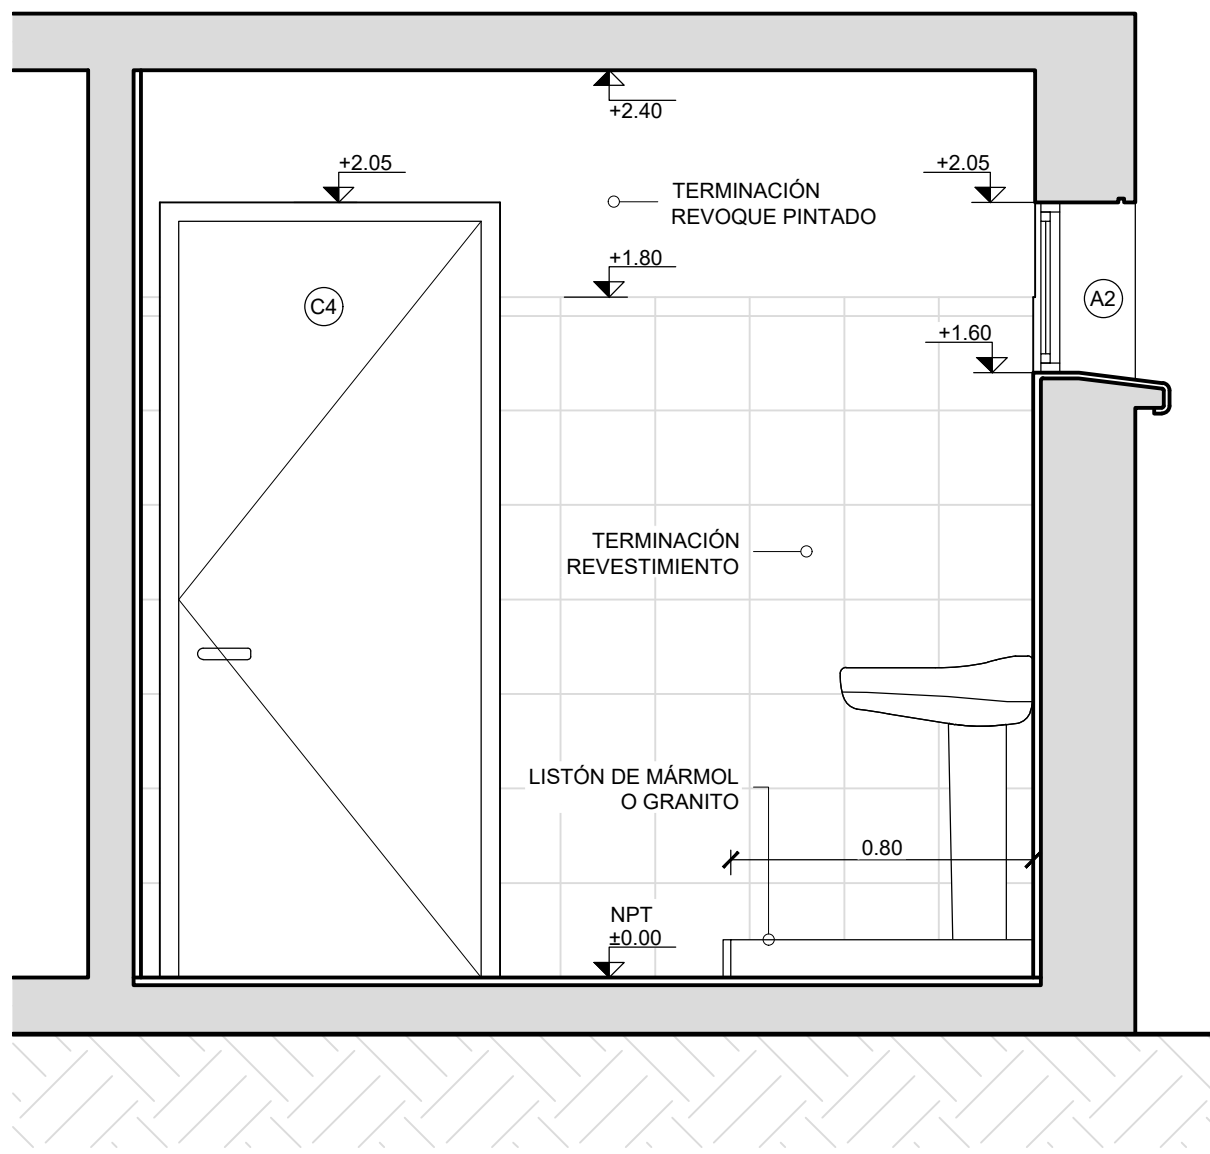 +2.40
+2.05
+2.05
TERMINACIÓN
REVOQUE PINTADO
+1.80
C4
A2
+1.60
TERMINACIÓN
REVESTIMIENTO
LISTÓN DE MÁRMOL
O GRANITO
0.80
NPT
±0.00